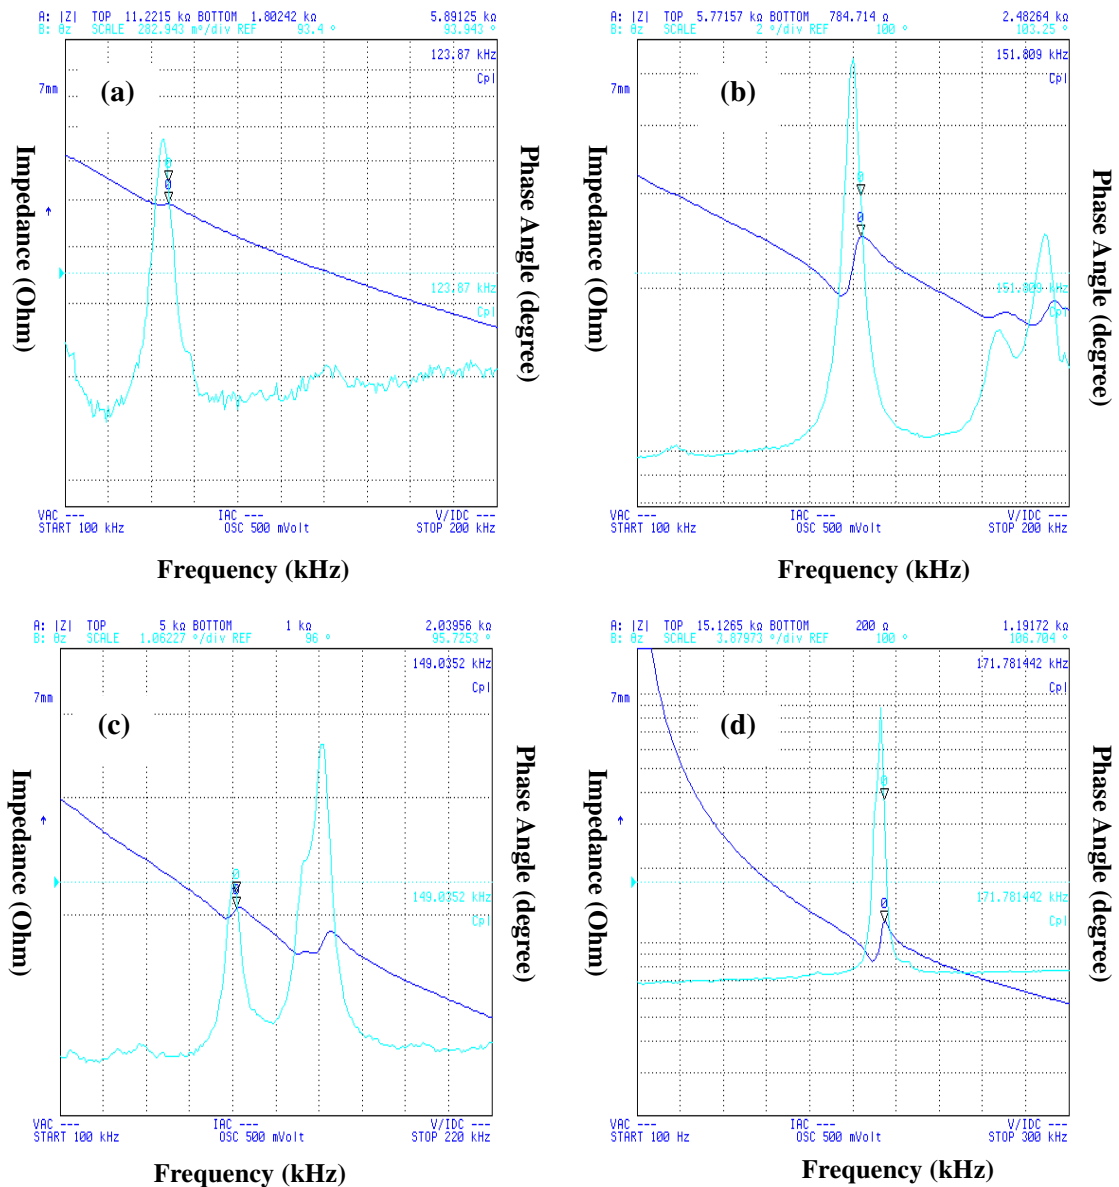 A: |Z| TOP 11.2215 kΩ BOTTOM 1.80242 kΩ 5.89125 kΩ
B: θz SCALE 282.943 m°/div REF 93.4 ° 93.943 °
123.87 kHz
Cpl
7mm
(a)
Impedance (Ohm)
Phase Angle (degree)
0
0
123.87 kHz
Cpl
VAC --- IAC --- V/IDC ---
START 100 kHz OSC 500 mVolt STOP 200 kHz
Frequency (kHz)
A: |Z| TOP 5.77157 kΩ BOTTOM 784.714 Ω 2.48264 kΩ
B: θz SCALE 2 °/div REF 100 ° 103.25 °
151.809 kHz
Cpl
7mm
(b)
Impedance (Ohm)
Phase Angle (degree)
0
0
151.809 kHz
Cpl
VAC --- IAC --- V/IDC ---
START 100 kHz OSC 500 mVolt STOP 200 kHz
Frequency (kHz)
A: |Z| TOP 5 kΩ BOTTOM 1 kΩ 2.03956 kΩ
B: θz SCALE 1.06227 °/div REF 96 ° 95.7253 °
149.0352 kHz
Cpl
7mm
(c)
Impedance (Ohm)
Phase Angle (degree)
0
0
149.0352 kHz
Cpl
VAC --- IAC --- V/IDC ---
START 100 kHz OSC 500 mVolt STOP 220 kHz
Frequency (kHz)
A: |Z| TOP 15.1265 kΩ BOTTOM 200 Ω 1.19172 kΩ
B: θz SCALE 3.87973 °/div REF 100 ° 106.704 °
171.781442 kHz
Cpl
7mm
(d)
Impedance (Ohm)
Phase Angle (degree)
0
0
171.781442 kHz
Cpl
VAC --- IAC --- V/IDC ---
START 100 Hz OSC 500 mVolt STOP 300 kHz
Frequency (kHz)